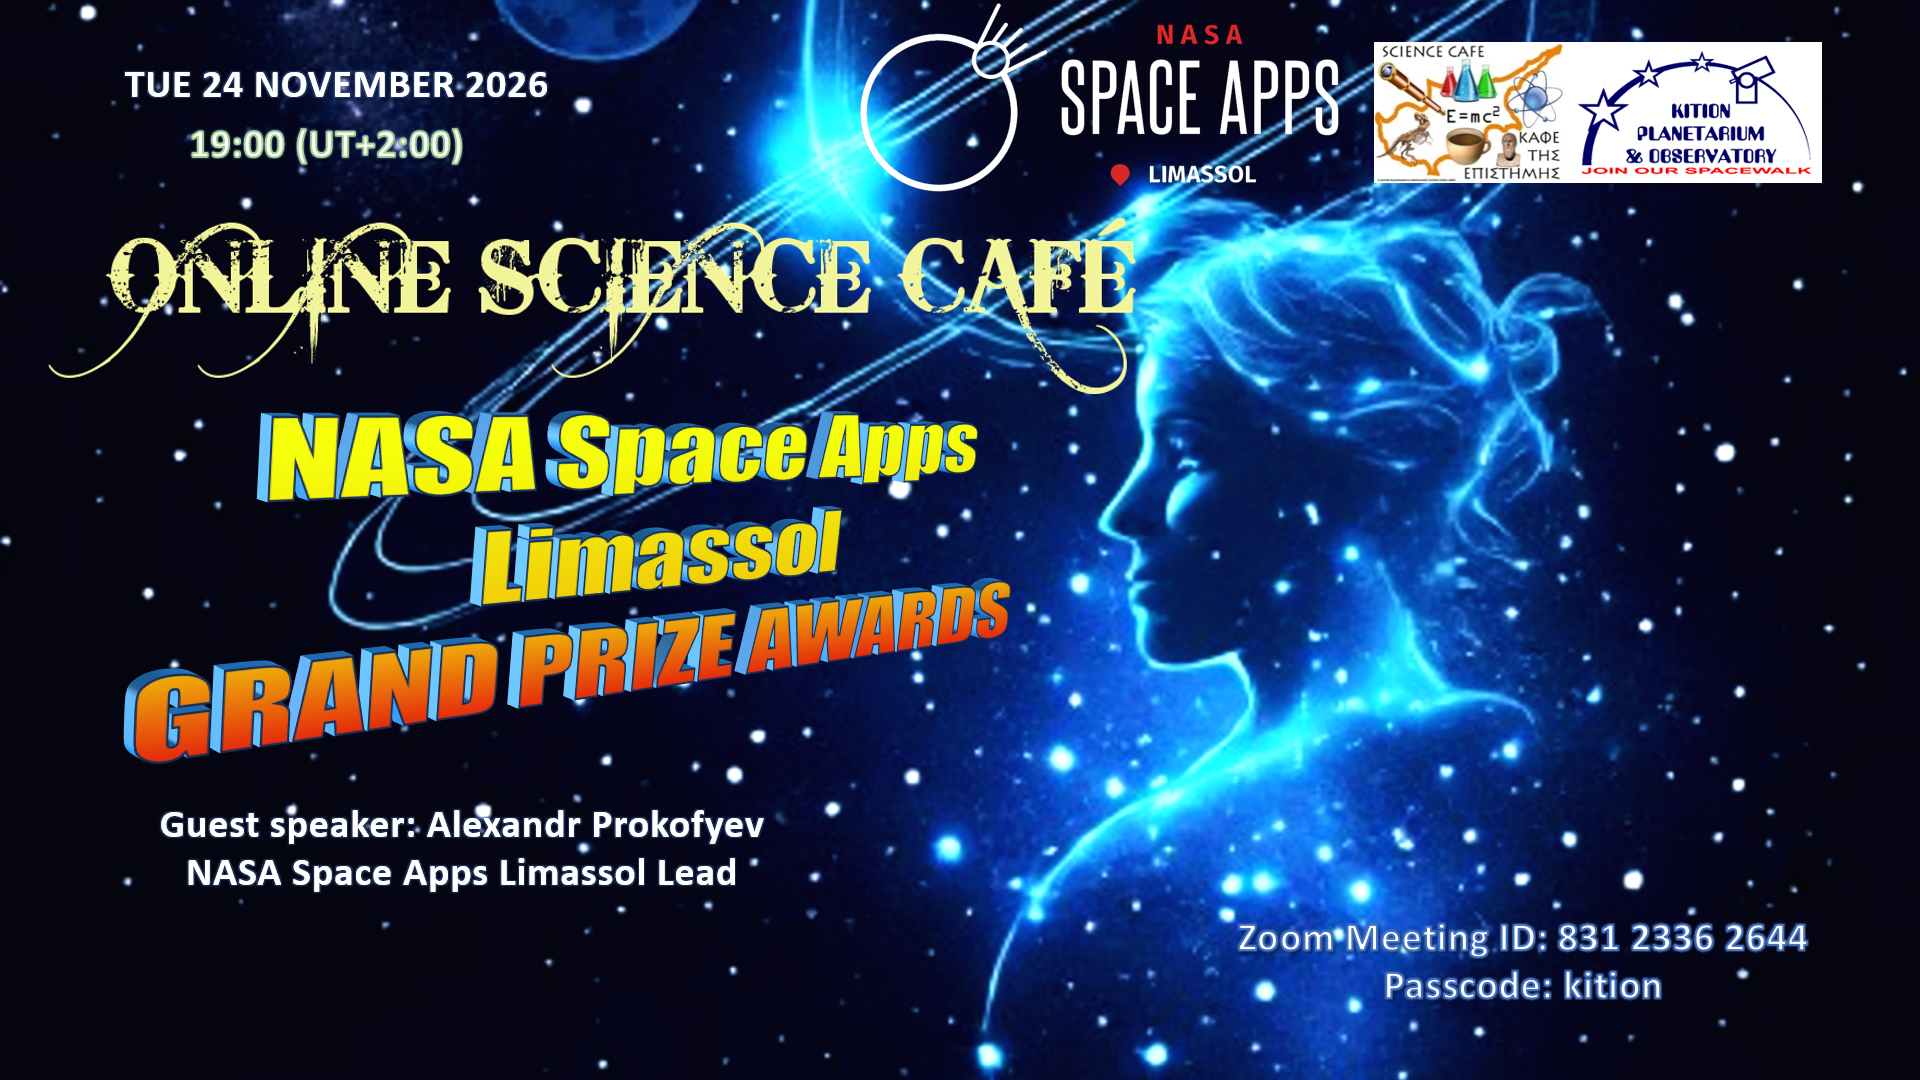 TUE 24 NOVEMBER 2026
19:00 (UT+2:00)
NASA
SPACE APPS
LIMASSOL
SCIENCE CAFE
E=mc²
ΚΑΦΕ
ΤΗΣ
ΕΠΙΣΤΗΜΗΣ
KITION
PLANETARIUM
& OBSERVATORY
JOIN OUR SPACEWALK
ONLINE SCIENCE CAFÉ
NASA Space Apps
Limassol
GRAND PRIZE AWARDS
Guest speaker: Alexandr Prokofyev
NASA Space Apps Limassol Lead
Zoom Meeting ID: 831 2336 2644
Passcode: kition